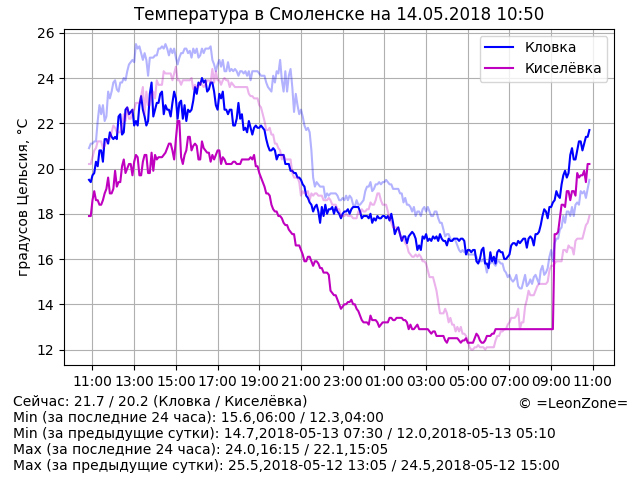 Температура в Смоленске на 14.05.2018 10:50
градусов Цельсия, °C
26
24
22
20
18
16
14
12
Кловка
Киселёвка
11:00 13:00 15:00 17:00 19:00 21:00 23:00 01:00 03:00 05:00 07:00 09:00 11:00
Сейчас: 21.7 / 20.2 (Кловка / Киселёвка)
© =LeonZone=
Min (за последние 24 часа): 15.6,06:00 / 12.3,04:00
Min (за предыдущие сутки): 14.7,2018-05-13 07:30 / 12.0,2018-05-13 05:10
Max (за последние 24 часа): 24.0,16:15 / 22.1,15:05
Max (за предыдущие сутки): 25.5,2018-05-12 13:05 / 24.5,2018-05-12 15:00